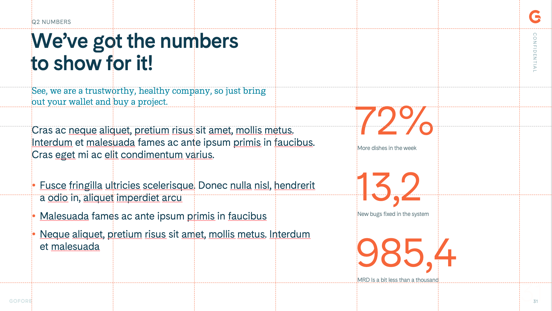 Q2 NUMBERS
We've got the numbers
to show for it!
See, we are a trustworthy, healthy company, so just bring
out your wallet and buy a project.
Cras ac neque aliquet, pretium risus sit amet, mollis metus.
Interdum et malesuada fames ac ante ipsum primis in faucibus.
Cras eget mi ac elit condimentum varius.
• Fusce fringilla ultricies scelerisque. Donec nulla nisl, hendrerit
a odio in, aliquet imperdiet arcu
• Malesuada fames ac ante ipsum primis in faucibus
• Neque aliquet, pretium risus sit amet, mollis metus. Interdum
et malesuada
72%
More dishes in the week
13,2
New bugs fixed in the system
985,4
MRD is a bit less than a thousand
G
CONFIDENTIAL
GOFORE